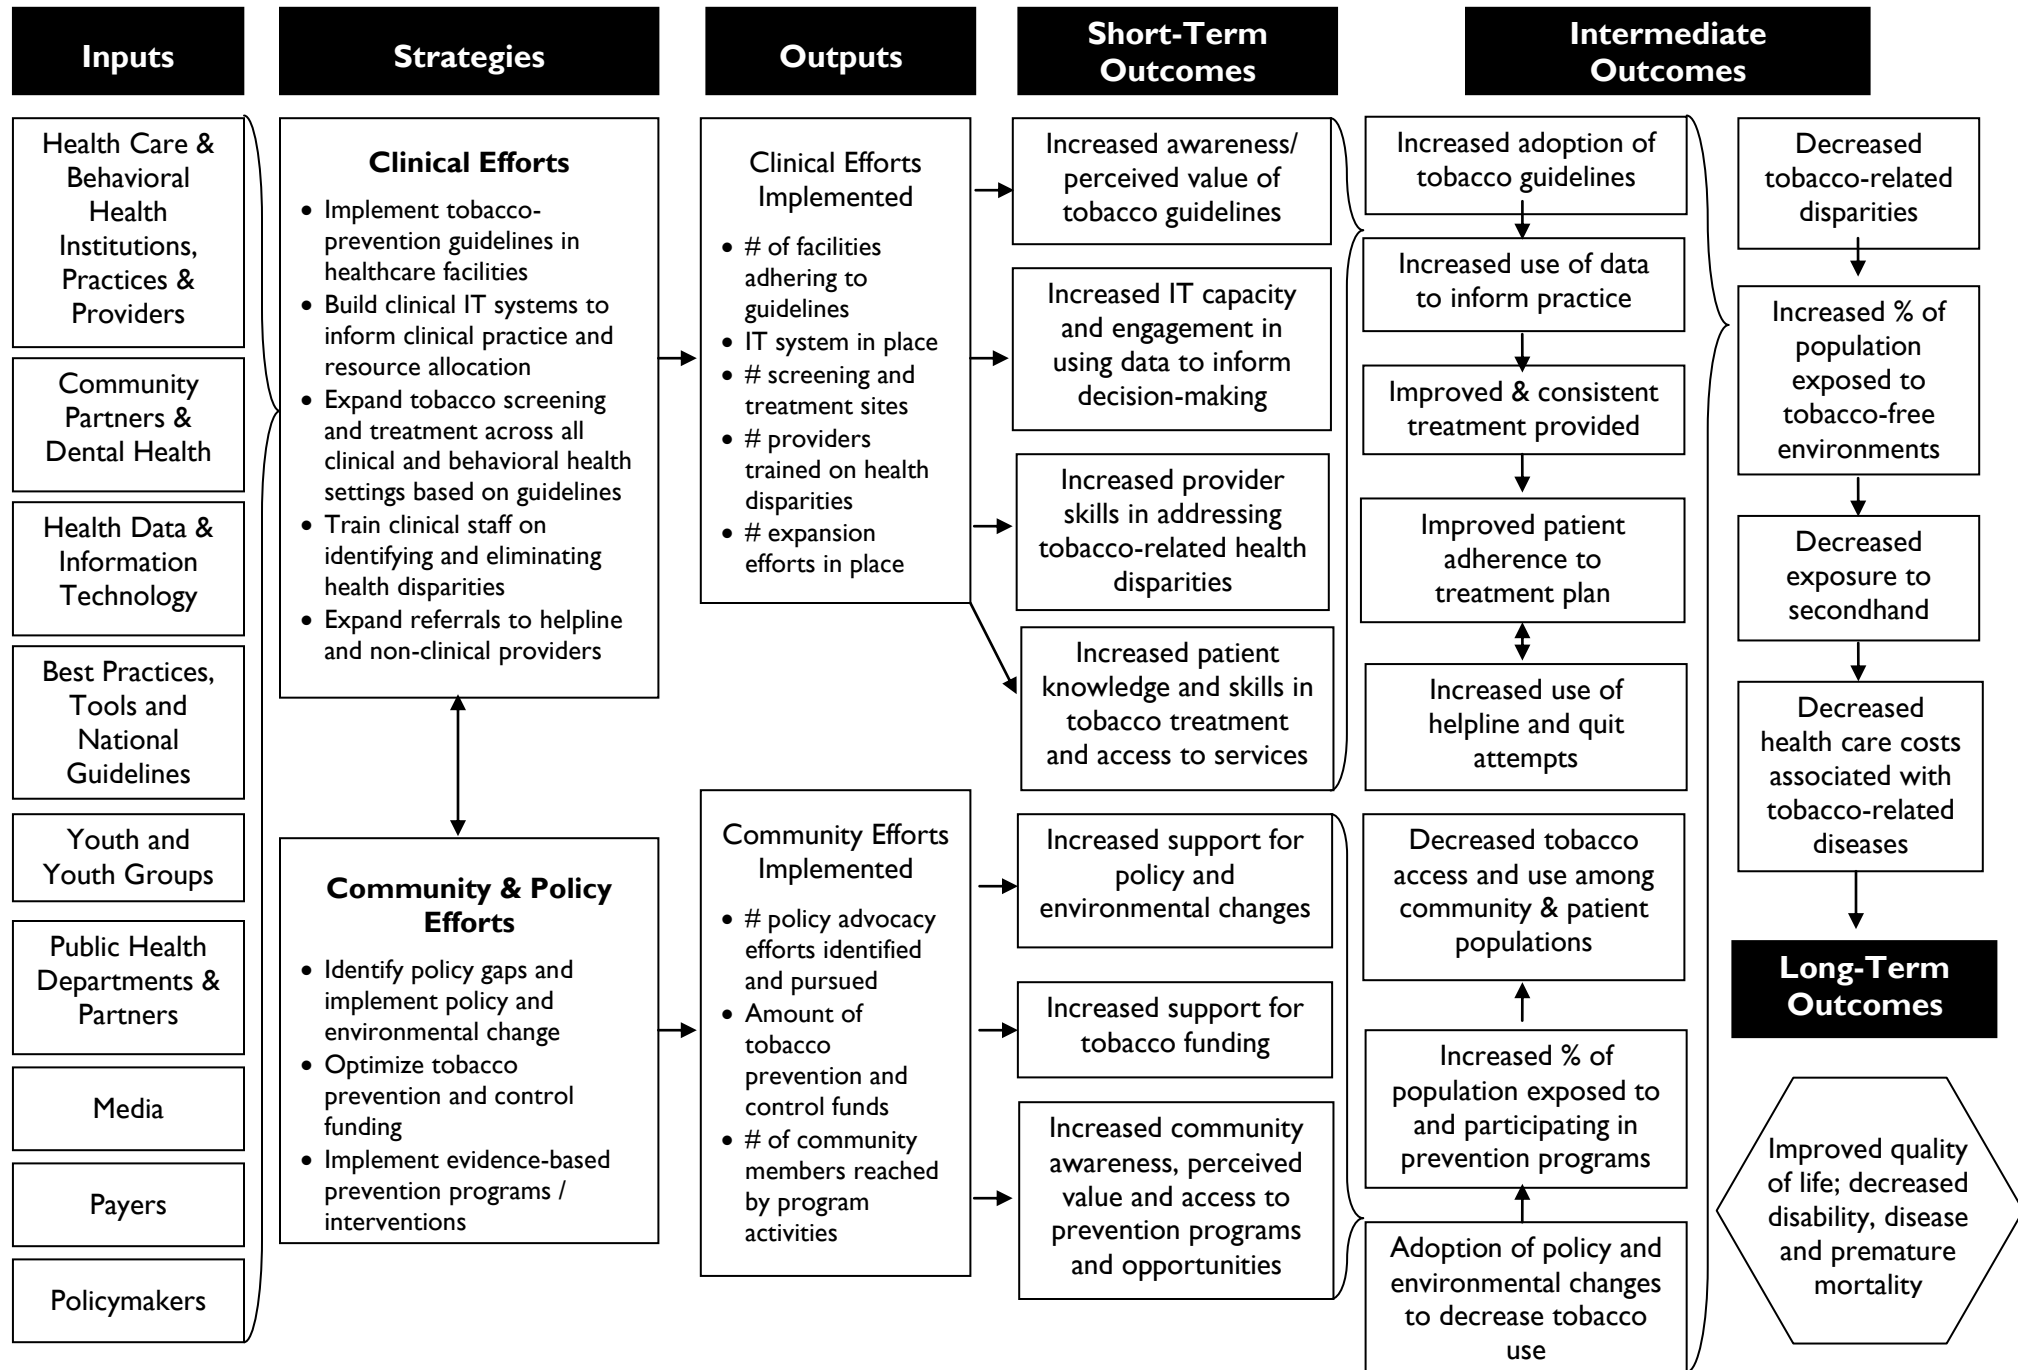 Inputs
Strategies
Outputs
Short-Term
Outcomes
Intermediate
Outcomes
Health Care &
Behavioral
Health
Institutions,
Practices &
Providers
Community
Partners &
Dental Health
Health Data &
Information
Technology
Best Practices,
Tools and
National
Guidelines
Youth and
Youth Groups
Public Health
Departments &
Partners
Media
Payers
Policymakers
Clinical Efforts
• Implement tobacco-
prevention guidelines in
healthcare facilities
• Build clinical IT systems to
inform clinical practice and
resource allocation
• Expand tobacco screening
and treatment across all
clinical and behavioral health
settings based on guidelines
• Train clinical staff on
identifying and eliminating
health disparities
• Expand referrals to helpline
and non-clinical providers
Community & Policy
Efforts
• Identify policy gaps and
implement policy and
environmental change
• Optimize tobacco
prevention and control
funding
• Implement evidence-based
prevention programs /
interventions
Clinical Efforts
Implemented
• # of facilities
adhering to
guidelines
• IT system in place
• # screening and
treatment sites
• # providers
trained on health
disparities
• # expansion
efforts in place
Community Efforts
Implemented
• # policy advocacy
efforts identified
and pursued
• Amount of
tobacco
prevention and
control funds
• # of community
members reached
by program
activities
Increased awareness/
perceived value of
tobacco guidelines
Increased IT capacity
and engagement in
using data to inform
decision-making
Increased provider
skills in addressing
tobacco-related health
disparities
Increased patient
knowledge and skills in
tobacco treatment
and access to services
Increased support for
policy and
environmental changes
Increased support for
tobacco funding
Increased community
awareness, perceived
value and access to
prevention programs
and opportunities
Increased adoption of
tobacco guidelines
Increased use of data
to inform practice
Improved & consistent
treatment provided
Improved patient
adherence to
treatment plan
Increased use of
helpline and quit
attempts
Decreased tobacco
access and use among
community & patient
populations
Increased % of
population exposed to
and participating in
prevention programs
Adoption of policy and
environmental changes
to decrease tobacco
use
Decreased
tobacco-related
disparities
Increased % of
population
exposed to
tobacco-free
environments
Decreased
exposure to
secondhand
Decreased
health care costs
associated with
tobacco-related
diseases
Long-Term
Outcomes
Improved quality
of life; decreased
disability, disease
and premature
mortality